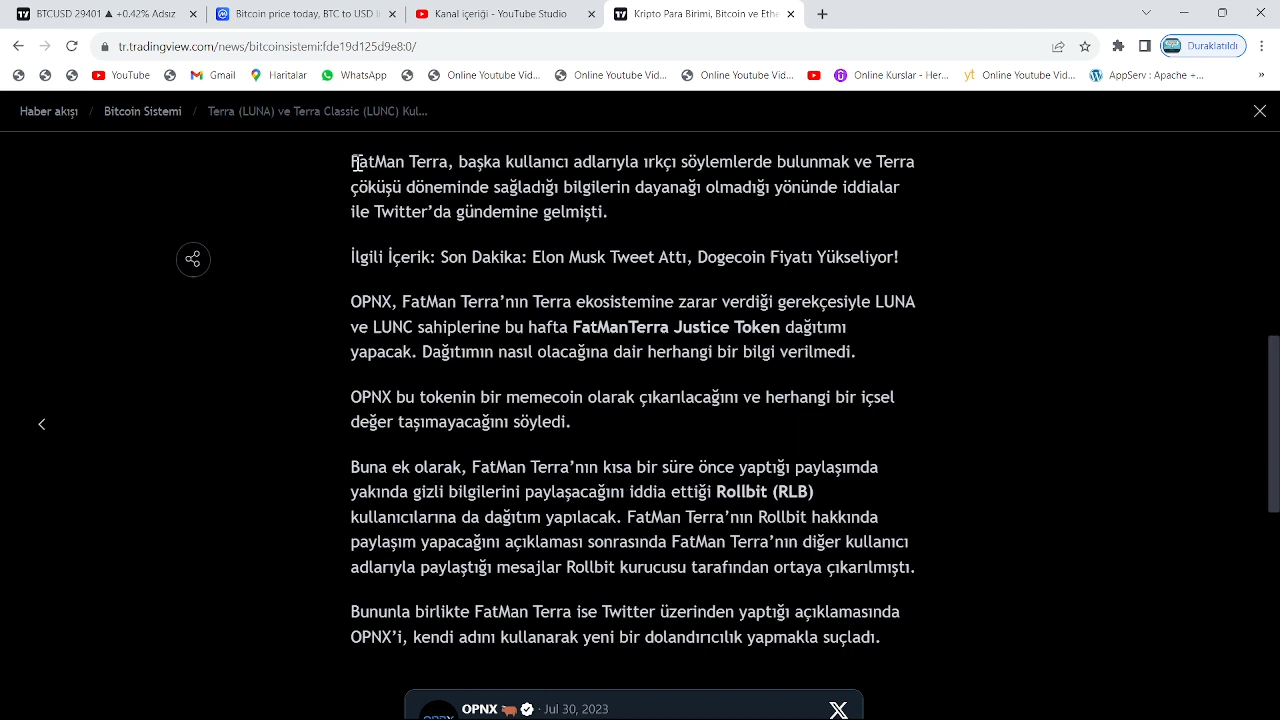 BTCUSD 29401 ▲ +0.42% Adsız
Bitcoin price today, BTC to USD li
Kanal içeriği - YouTube Studio
Kripto Para Birimi, Bitcoin ve Ethe
tr.tradingview.com/news/bitcoinsistemi:fde19d125d9e8:0/
Duraklatıldı
YouTube
Gmail
Haritalar
WhatsApp
Online Youtube Vid...
Online Youtube Vid...
Online Youtube Vid...
Online Kurslar - Her...
Online Youtube Vid...
AppServ : Apache +...
»
Haber akışı / Bitcoin Sistemi / Terra (LUNA) ve Terra Classic (LUNC) Kul...
FatMan Terra, başka kullanıcı adlarıyla ırkçı söylemlerde bulunmak ve Terra
çöküşü döneminde sağladığı bilgilerin dayanağı olmadığı yönünde iddialar
ile Twitter’da gündemine gelmişti.
İlgili İçerik: Son Dakika: Elon Musk Tweet Attı, Dogecoin Fiyatı Yükseliyor!
OPNX, FatMan Terra’nın Terra ekosistemine zarar verdiği gerekçesiyle LUNA
ve LUNC sahiplerine bu hafta FatManTerra Justice Token dağıtımı
yapacak. Dağıtımın nasıl olacağına dair herhangi bir bilgi verilmedi.
OPNX bu tokenin bir memecoin olarak çıkarılacağını ve herhangi bir içsel
değer taşımayacağını söyledi.
Buna ek olarak, FatMan Terra’nın kısa bir süre önce yaptığı paylaşımda
yakında gizli bilgilerini paylaşacağını iddia ettiği Rollbit (RLB)
kullanıcılarına da dağıtım yapılacak. FatMan Terra’nın Rollbit hakkında
paylaşım yapacağını açıklaması sonrasında FatMan Terra’nın diğer kullanıcı
adlarıyla paylaştığı mesajlar Rollbit kurucusu tarafından ortaya çıkarılmıştı.
Bununla birlikte FatMan Terra ise Twitter üzerinden yaptığı açıklamasında
OPNX’i, kendi adını kullanarak yeni bir dolandırıcılık yapmakla suçladı.
OPNX · Jul 30, 2023
OPNX